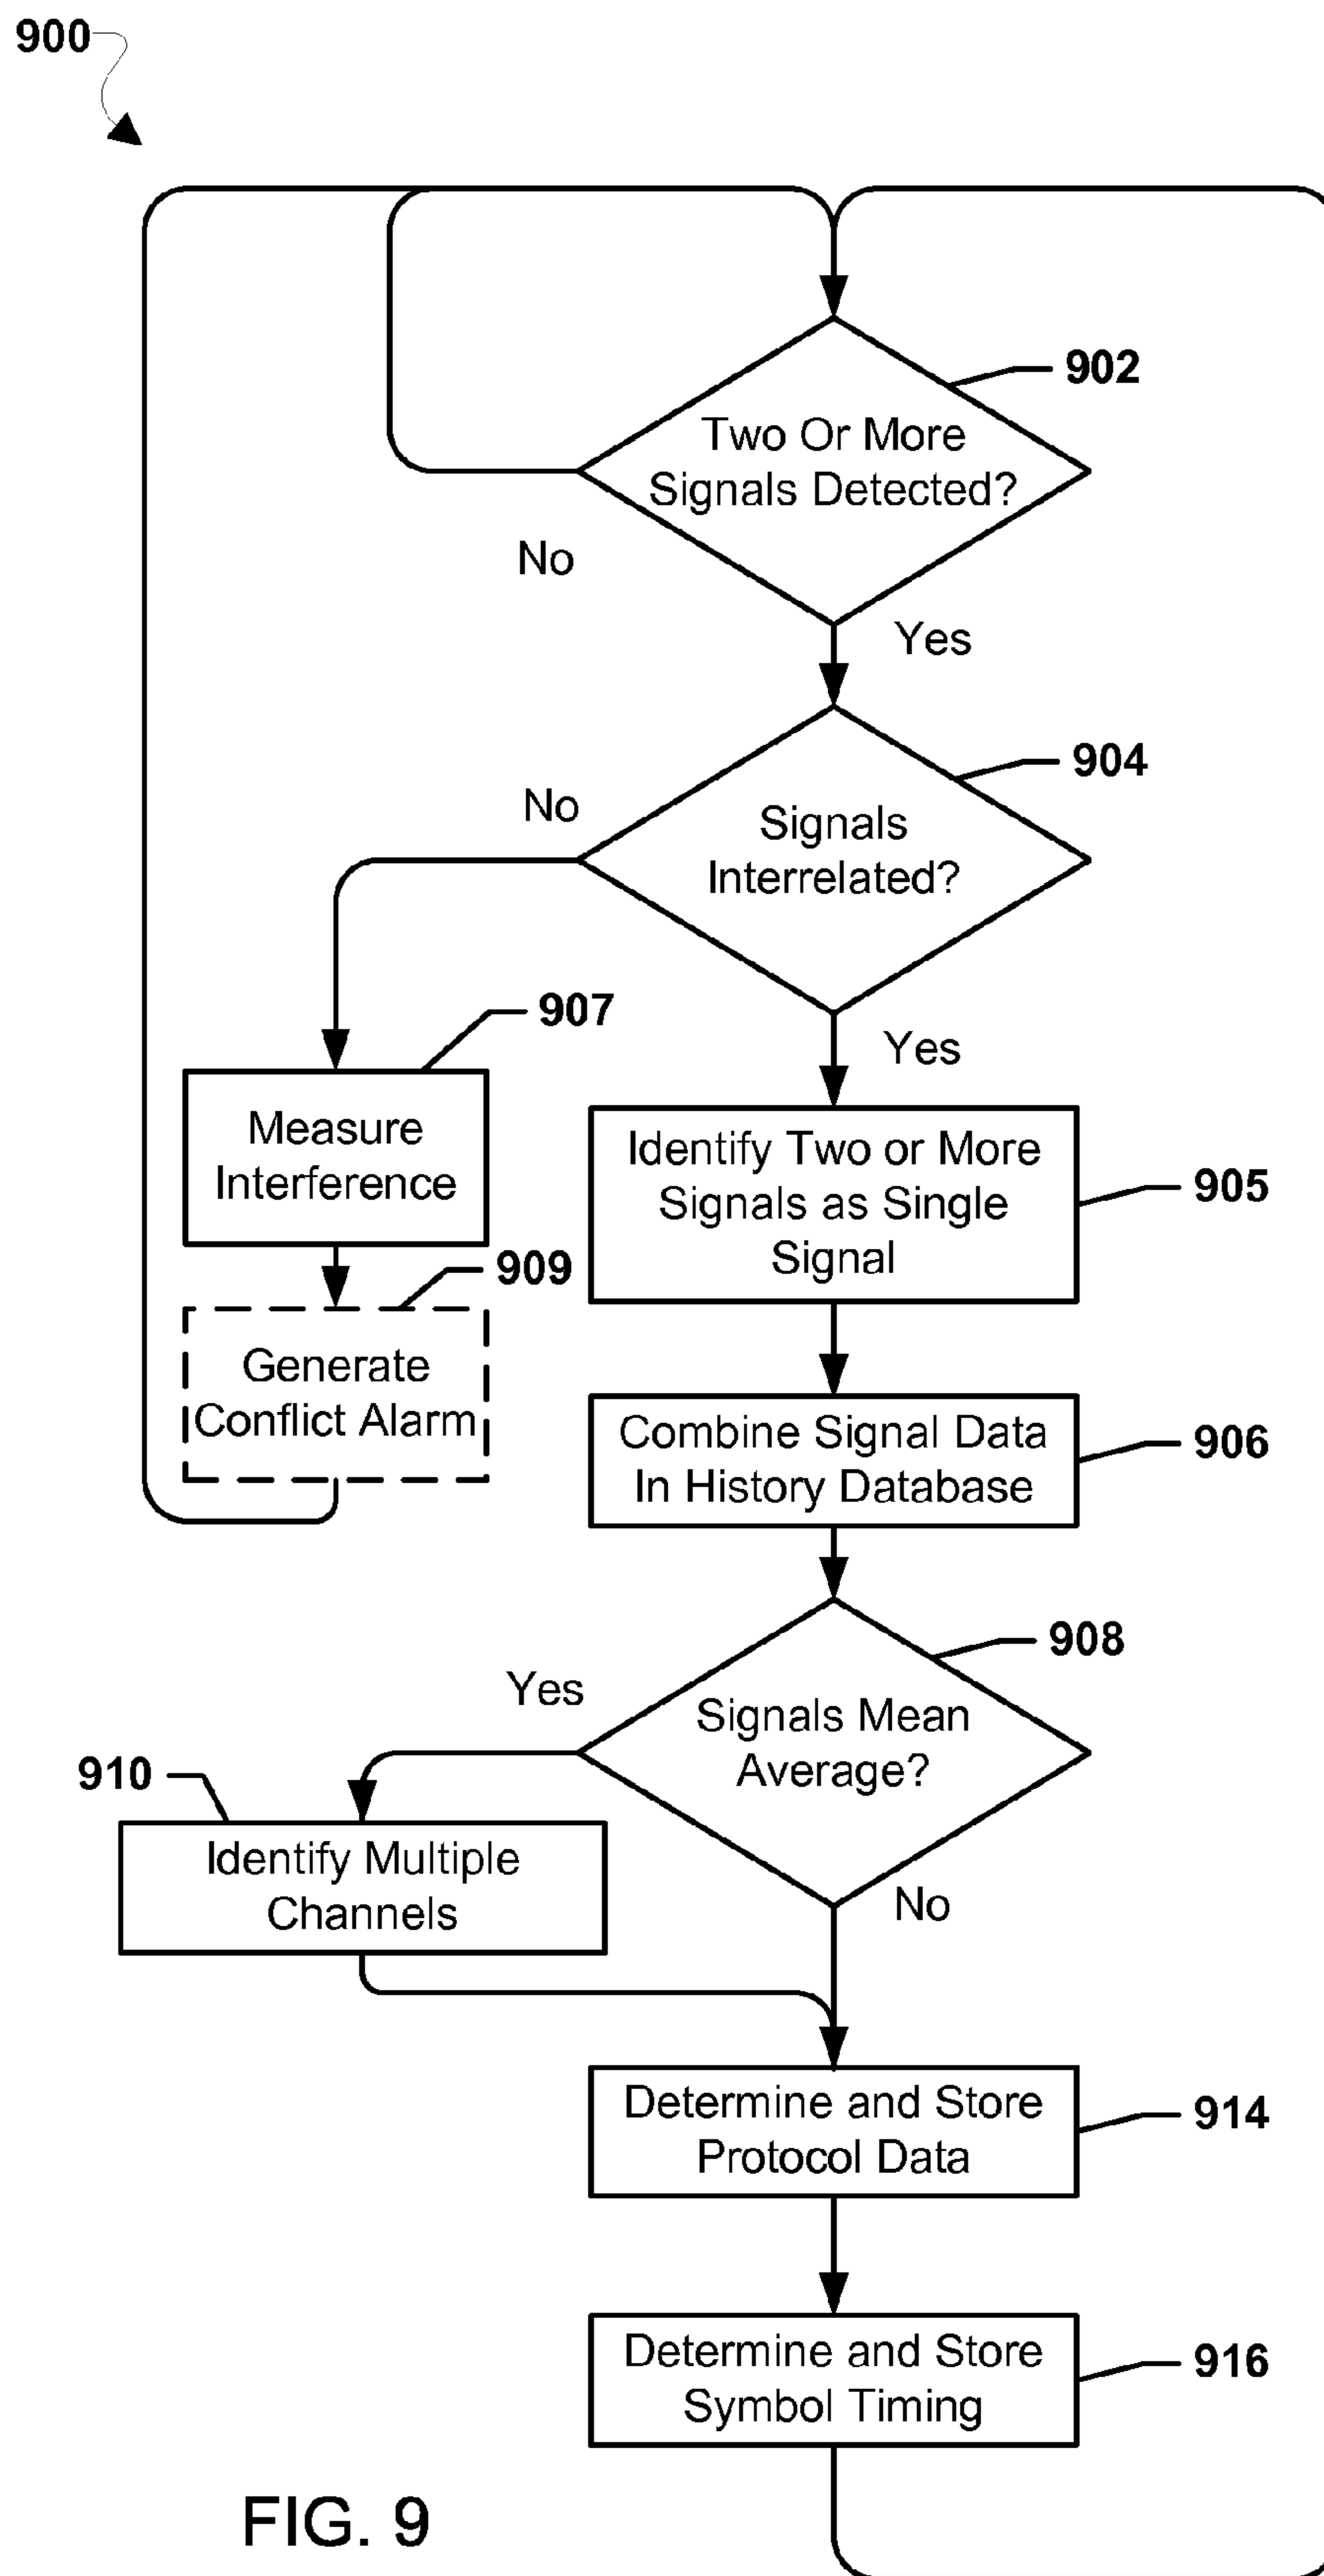 900
902
Two Or More
Signals Detected?
No
Yes
904
No
Signals
Interrelated?
907
Yes
Measure
Interference
Identify Two or More
Signals as Single
Signal
905
909
Generate
Conflict Alarm
Combine Signal Data
In History Database
906
908
Yes
Signals Mean
Average?
910
Identify Multiple
Channels
No
Determine and Store
Protocol Data
914
Determine and Store
Symbol Timing
916
FIG. 9